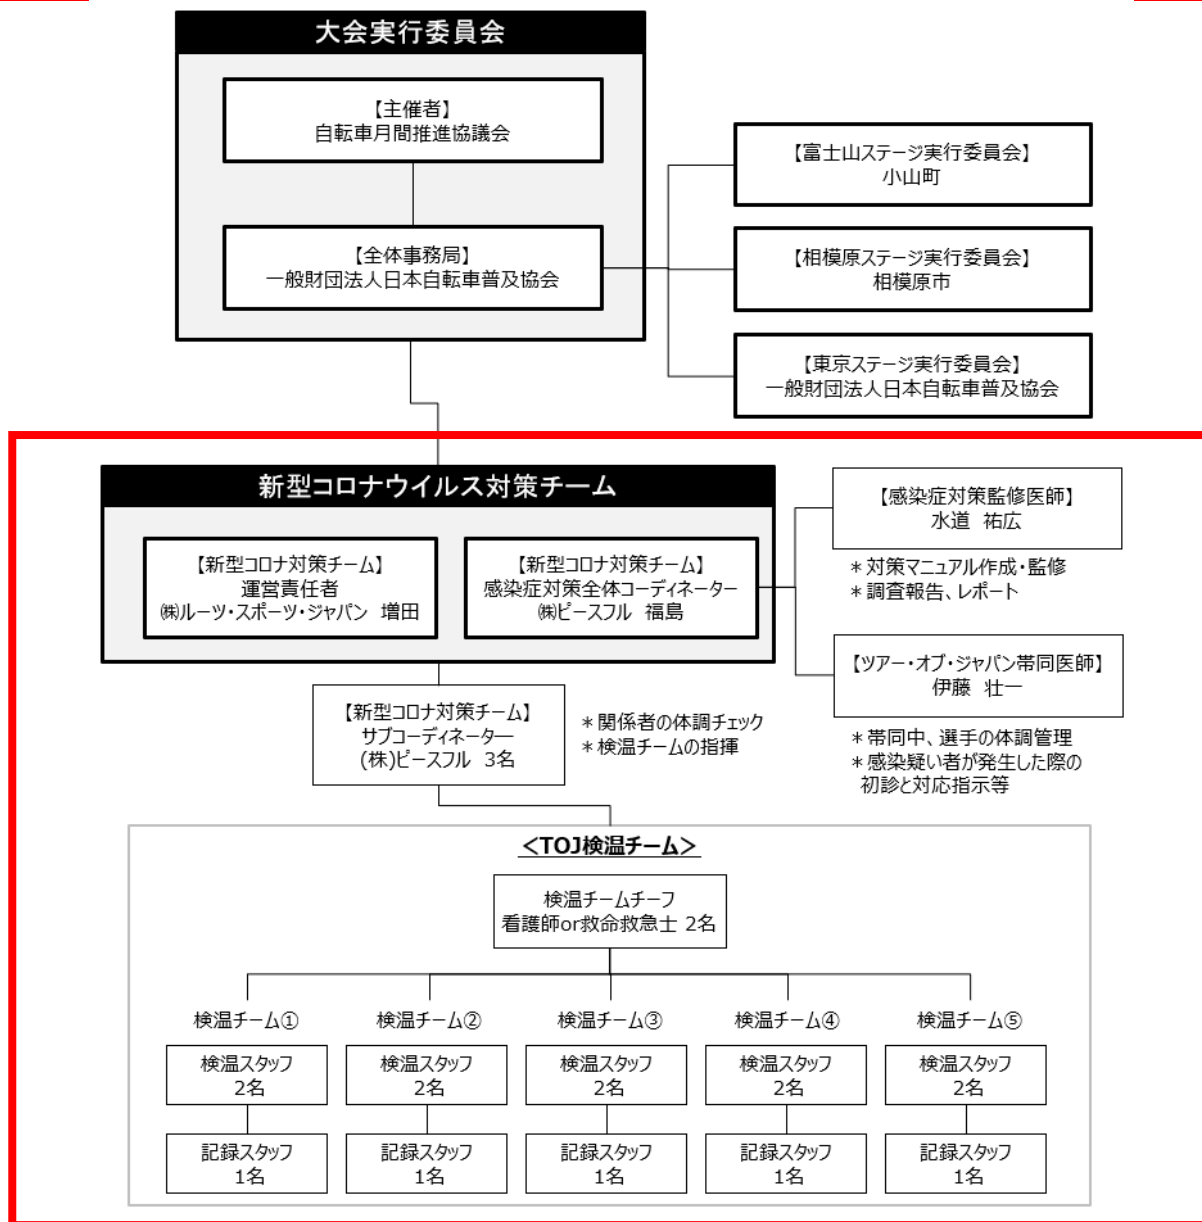 大会実行委員会
【主催者】
自転車月間推進協議会
【全体事務局】
一般財団法人日本自転車普及協会
【富士山ステージ実行委員会】
小山町
【相模原ステージ実行委員会】
相模原市
【東京ステージ実行委員会】
一般財団法人日本自転車普及協会
新型コロナウイルス対策チーム
【新型コロナ対策チーム】
運営責任者
㈱ルーツ・スポーツ・ジャパン 増田
【新型コロナ対策チーム】
感染症対策全体コーディネーター
㈱ピースフル 福島
【感染症対策監修医師】
水道 祐広
＊対策マニュアル作成・監修
＊調査報告、レポート
【ツアー・オブ・ジャパン帯同医師】
伊藤 壮一
＊帯同中、選手の体調管理
＊感染疑い者が発生した際の
初診と対応指示等
【新型コロナ対策チーム】
サブコーディネーター
(株)ピースフル 3名
＊関係者の体調チェック
＊検温チームの指揮
＜TOJ検温チーム＞
検温チームチーフ
看護師or救命救急士 2名
検温チーム① 検温チーム② 検温チーム③ 検温チーム④ 検温チーム⑤
検温スタッフ 検温スタッフ 検温スタッフ 検温スタッフ 検温スタッフ
2名 2名 2名 2名 2名
記録スタッフ 記録スタッフ 記録スタッフ 記録スタッフ 記録スタッフ
1名 1名 1名 1名 1名